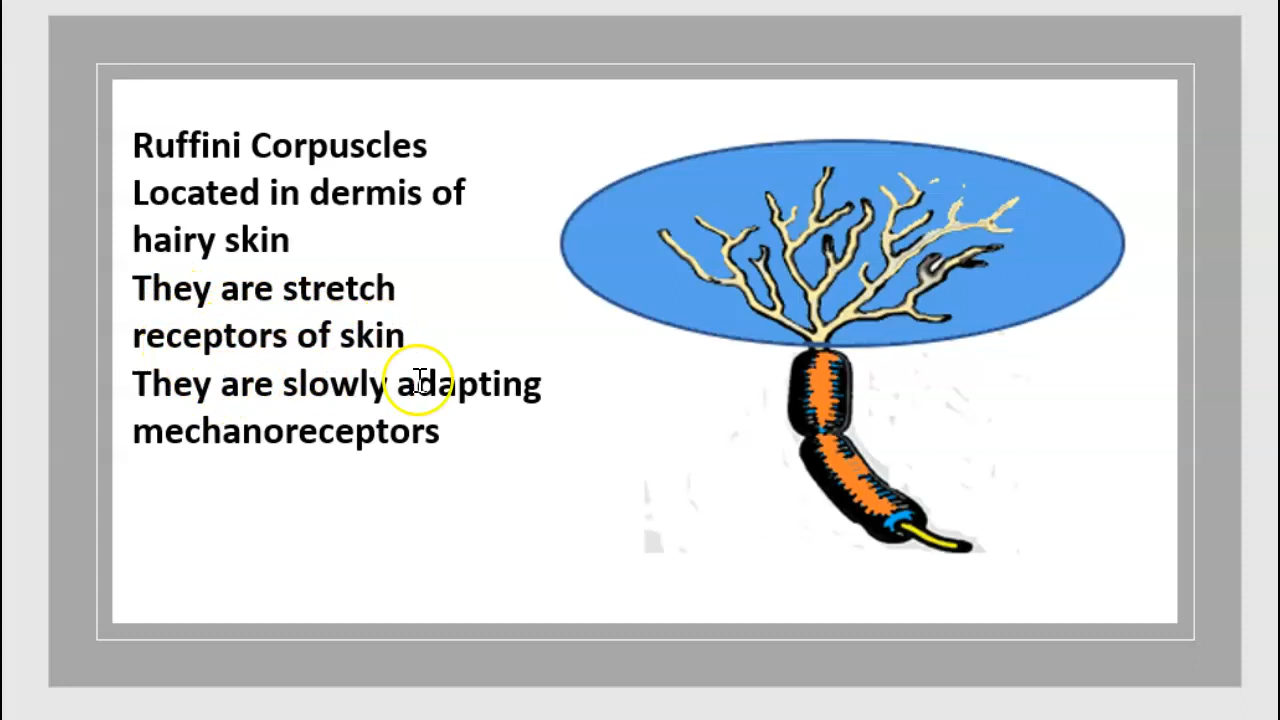 Ruffini Corpuscles
Located in dermis of
hairy skin
They are stretch
receptors of skin
They are slowly adapting
mechanoreceptors